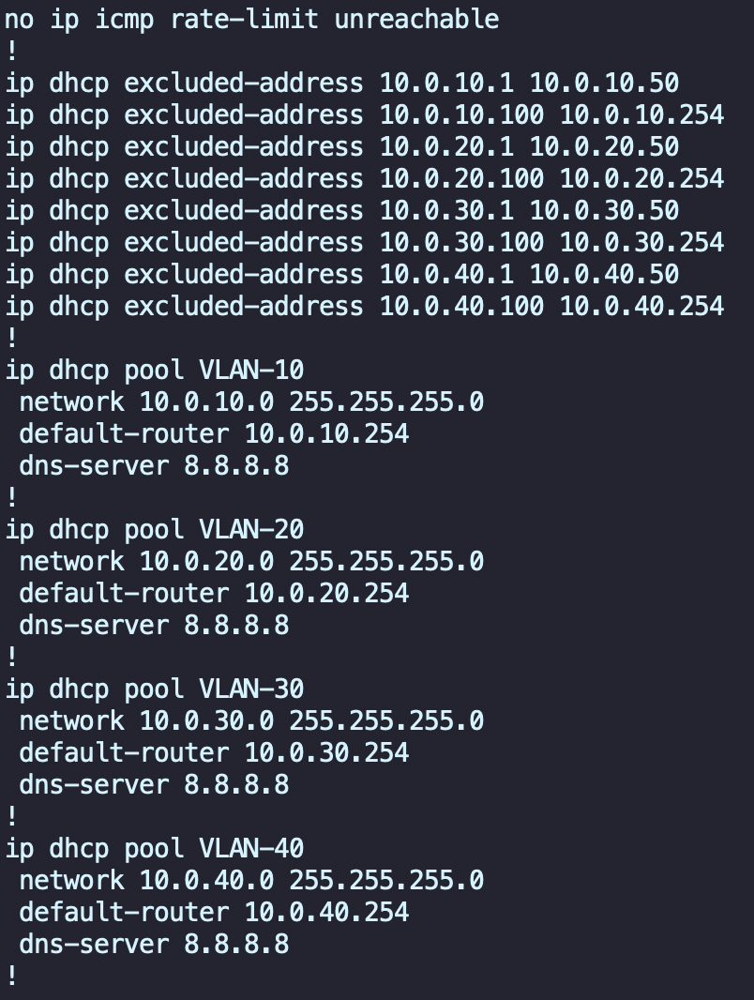 no ip icmp rate-limit unreachable
!
ip dhcp excluded-address 10.0.10.1 10.0.10.50
ip dhcp excluded-address 10.0.10.100 10.0.10.254
ip dhcp excluded-address 10.0.20.1 10.0.20.50
ip dhcp excluded-address 10.0.20.100 10.0.20.254
ip dhcp excluded-address 10.0.30.1 10.0.30.50
ip dhcp excluded-address 10.0.30.100 10.0.30.254
ip dhcp excluded-address 10.0.40.1 10.0.40.50
ip dhcp excluded-address 10.0.40.100 10.0.40.254
!
ip dhcp pool VLAN-10
 network 10.0.10.0 255.255.255.0
 default-router 10.0.10.254
 dns-server 8.8.8.8
!
ip dhcp pool VLAN-20
 network 10.0.20.0 255.255.255.0
 default-router 10.0.20.254
 dns-server 8.8.8.8
!
ip dhcp pool VLAN-30
 network 10.0.30.0 255.255.255.0
 default-router 10.0.30.254
 dns-server 8.8.8.8
!
ip dhcp pool VLAN-40
 network 10.0.40.0 255.255.255.0
 default-router 10.0.40.254
 dns-server 8.8.8.8
!